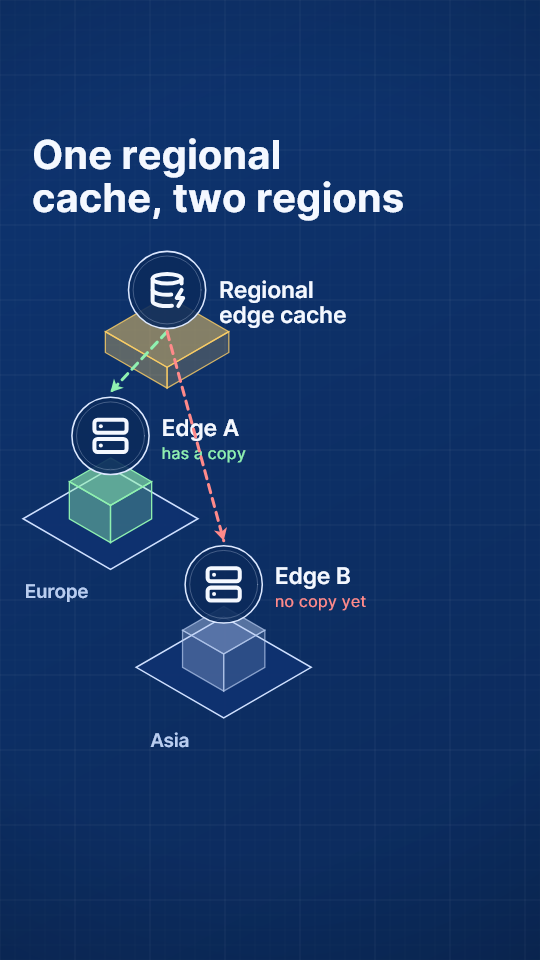 One regional
cache, two regions
Regional
edge cache
Edge A
has a copy
Europe
Edge B
no copy yet
Asia